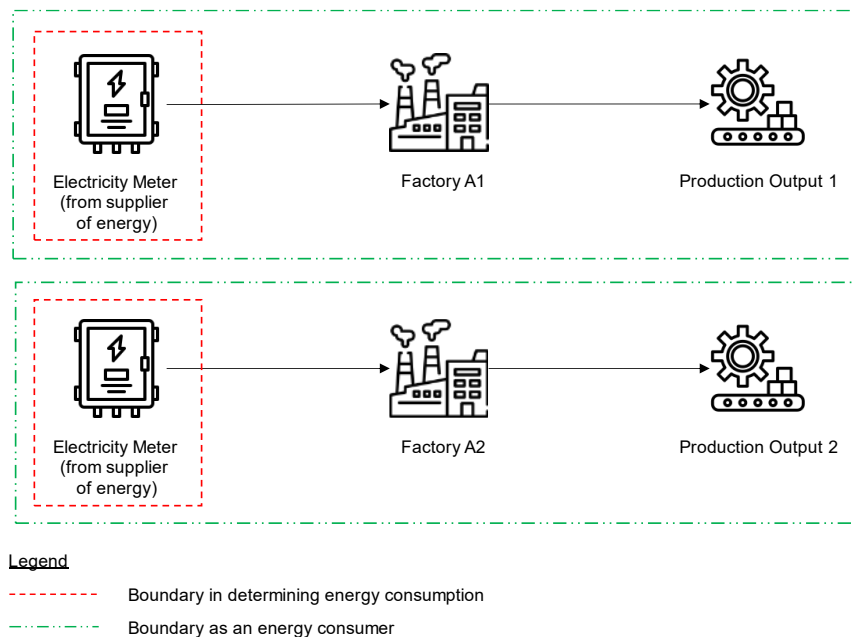 Electricity Meter
(from supplier
of energy)
Factory A1
Production Output 1
Electricity Meter
(from supplier
of energy)
Factory A2
Production Output 2
Legend
Boundary in determining energy consumption
Boundary as an energy consumer